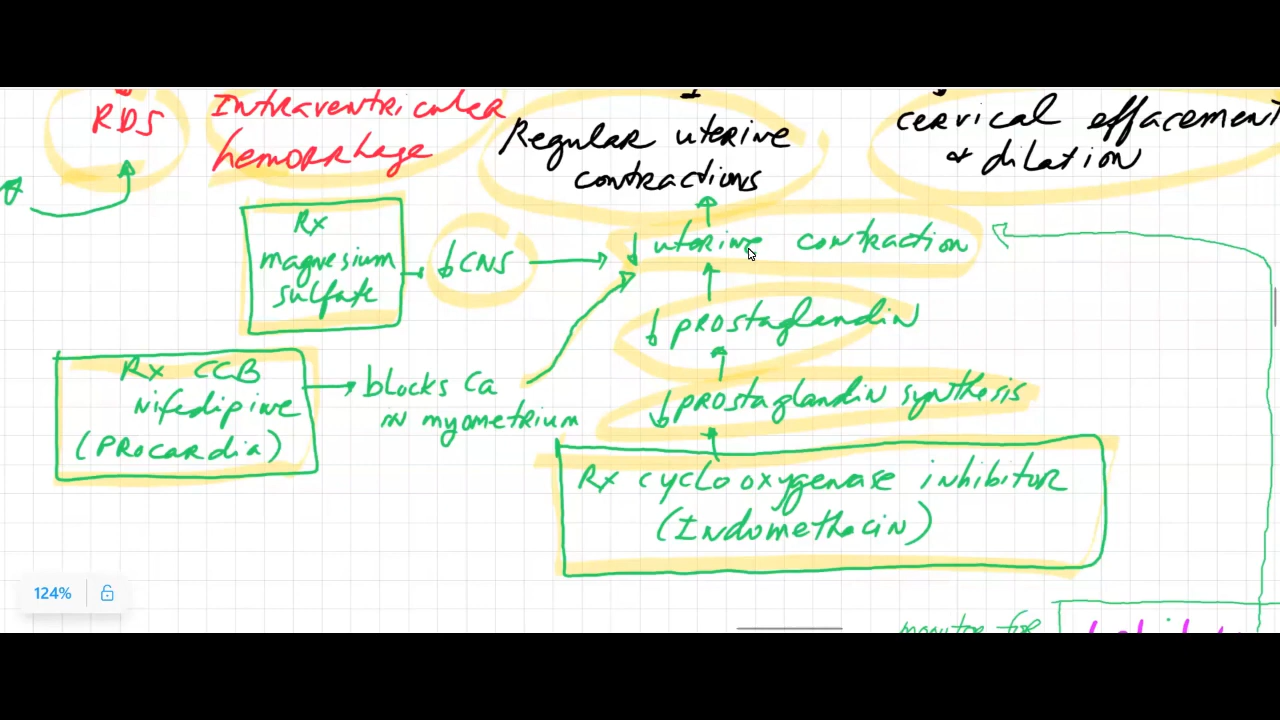 RDS
Intraventricular
hemorrhage
Regular uterine
contractions
cervical effacement
& dilation
Rx
magnesium
sulfate
↓ CNS
↓ uterine contraction
↓ prostaglandin
Rx CCB
Nifedipine
(Procardia)
blocks Ca
in myometrium
↓ prostaglandin synthesis
Rx cyclooxygenase inhibitor
(Indomethacin)
124%
monitor for